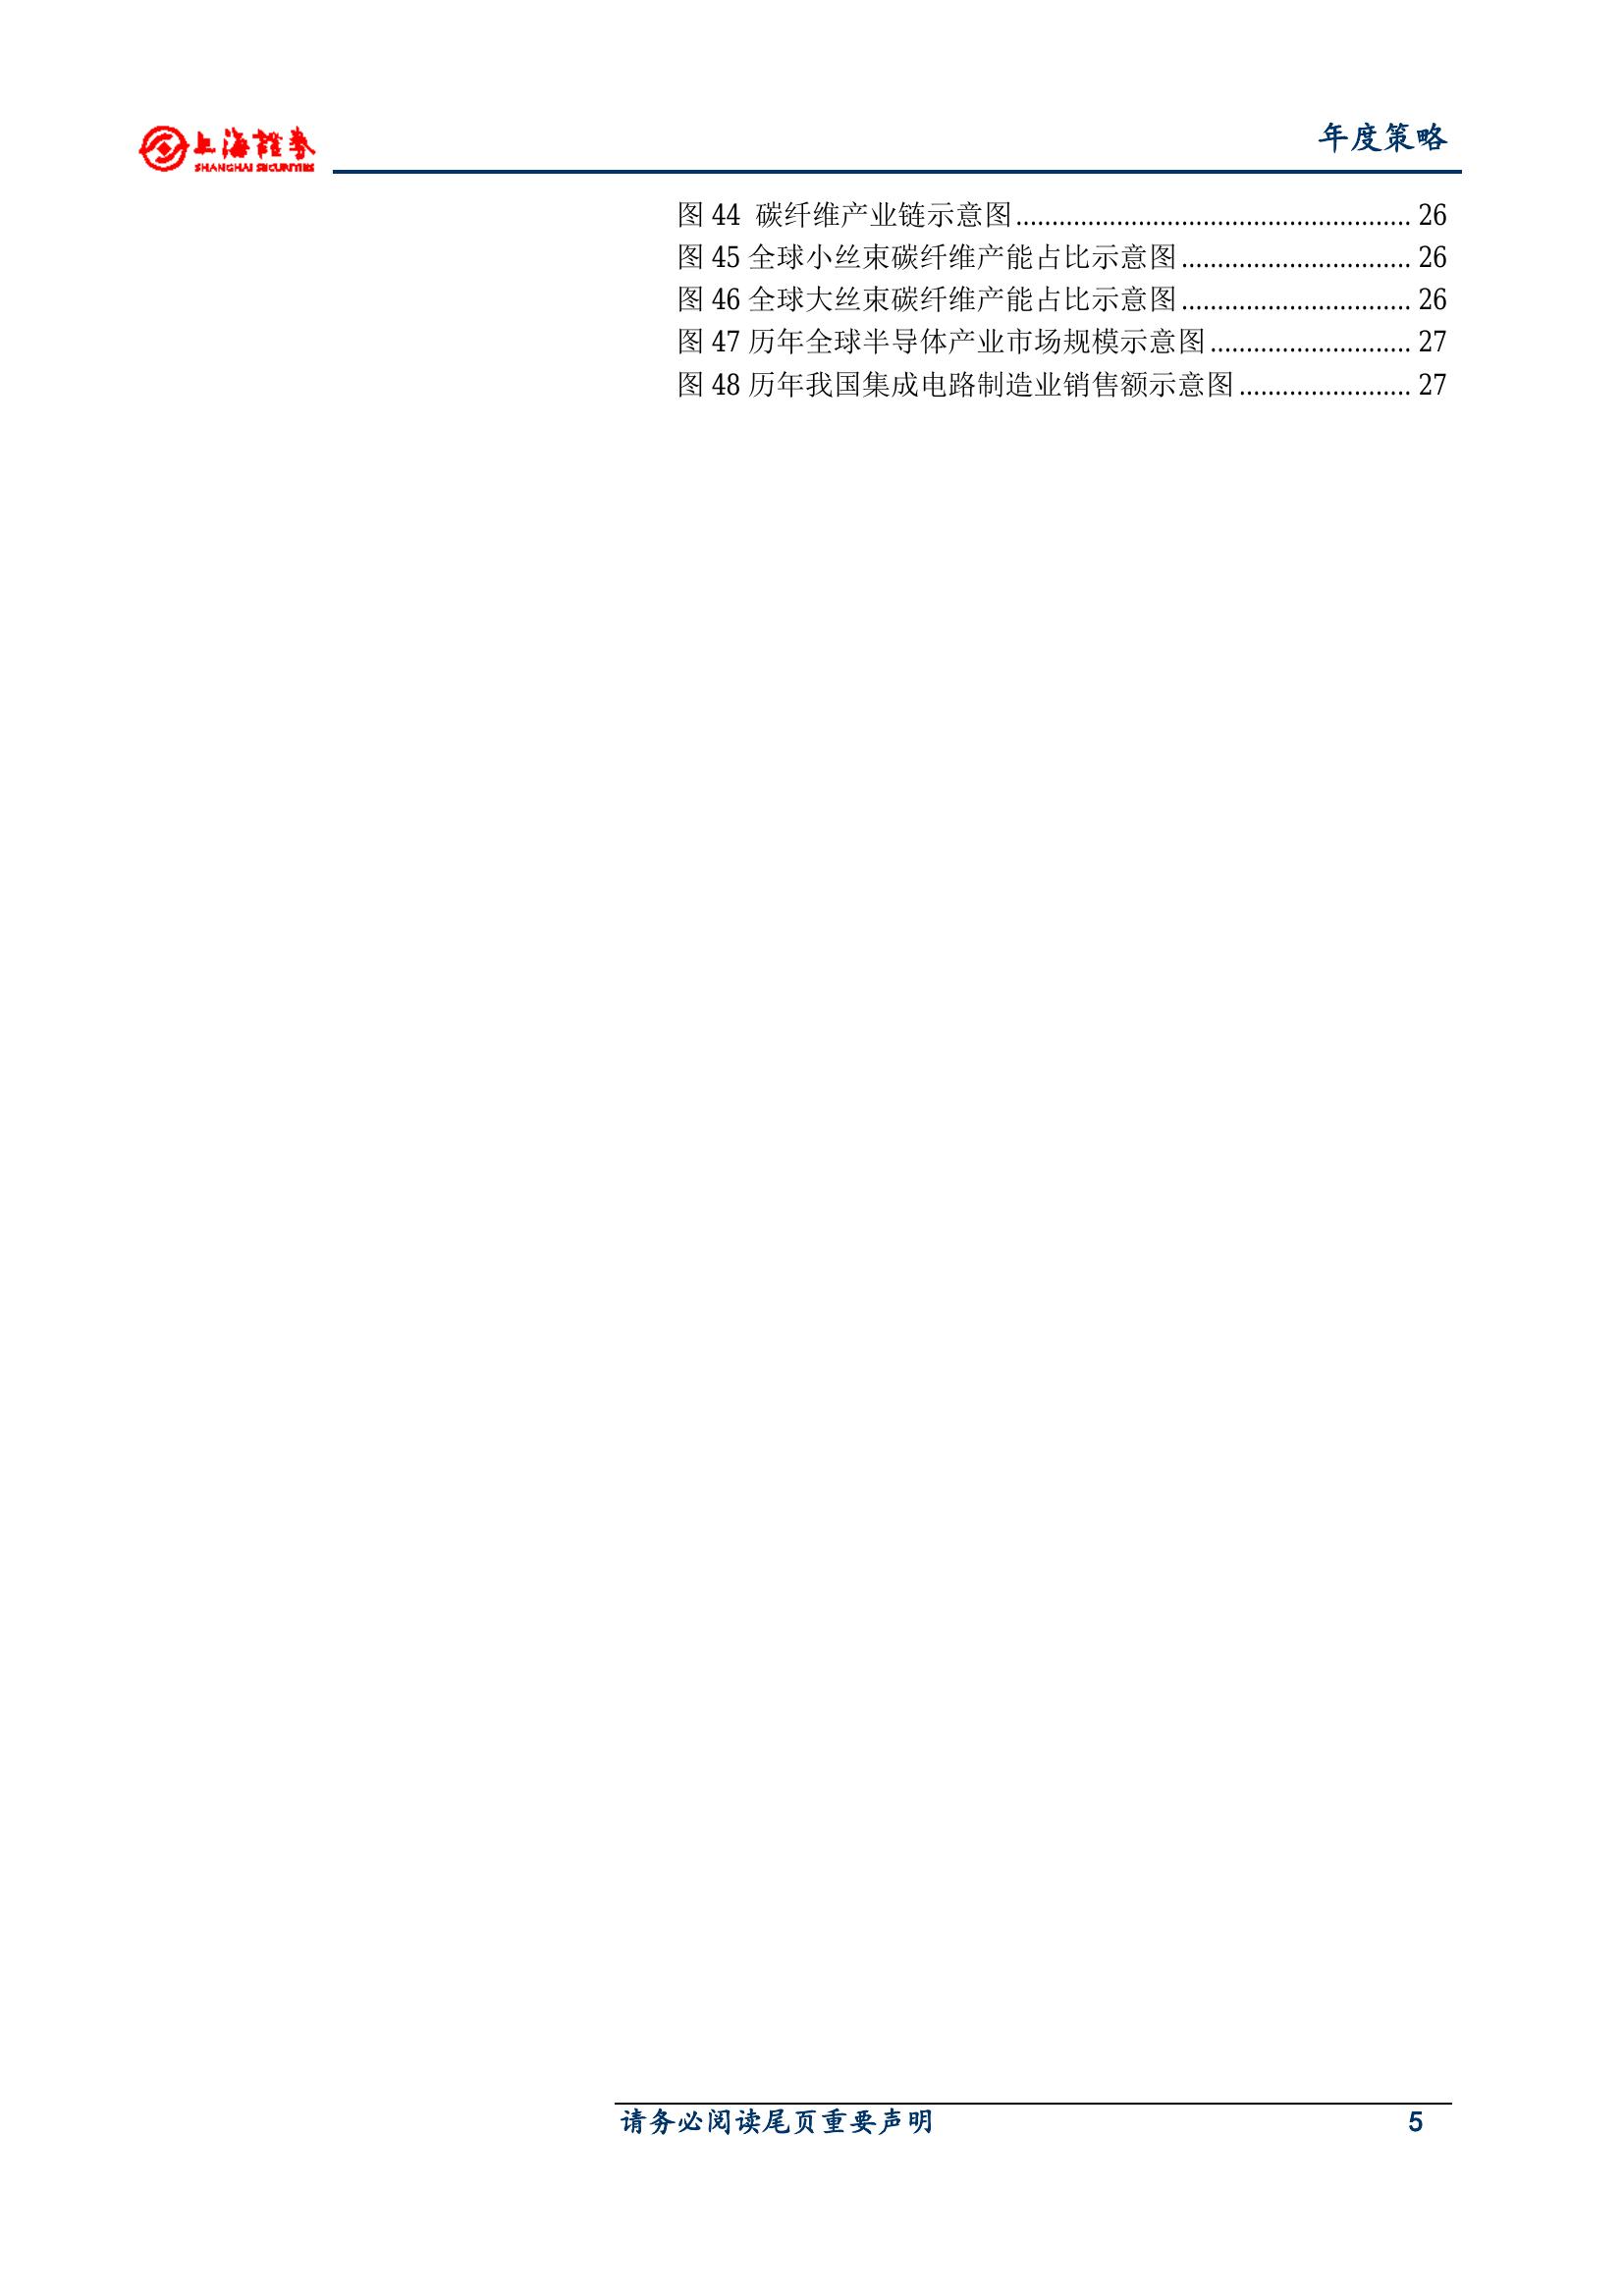 上海證券
SHANGHAI SECURITIES
年度策略
图 44 碳纤维产业链示意图....................................................... 26
图 45 全球小丝束碳纤维产能占比示意图................................ 26
图 46 全球大丝束碳纤维产能占比示意图................................ 26
图 47 历年全球半导体产业市场规模示意图............................ 27
图 48 历年我国集成电路制造业销售额示意图........................ 27
请务必阅读尾页重要声明
5